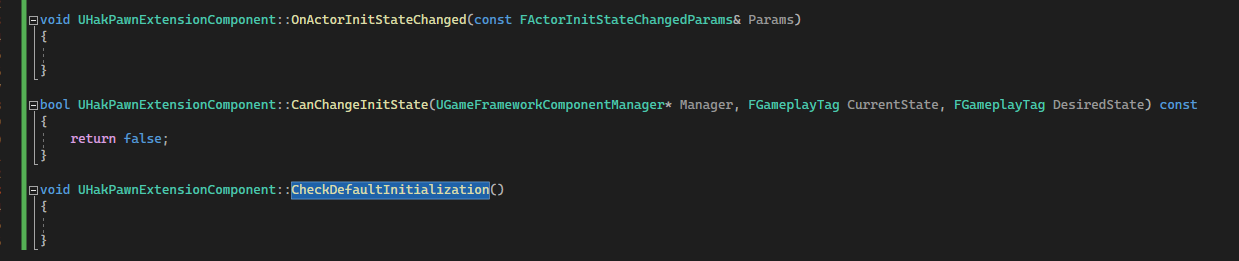 void UHakPawnExtensionComponent::OnActorInitStateChanged(const FActorInitStateChangedParams& Params)
{
}
bool UHakPawnExtensionComponent::CanChangeInitState(UGameFrameworkComponentManager* Manager, FGameplayTag CurrentState, FGameplayTag DesiredState) const
{
return false;
}
void UHakPawnExtensionComponent::CheckDefaultInitialization()
{
}